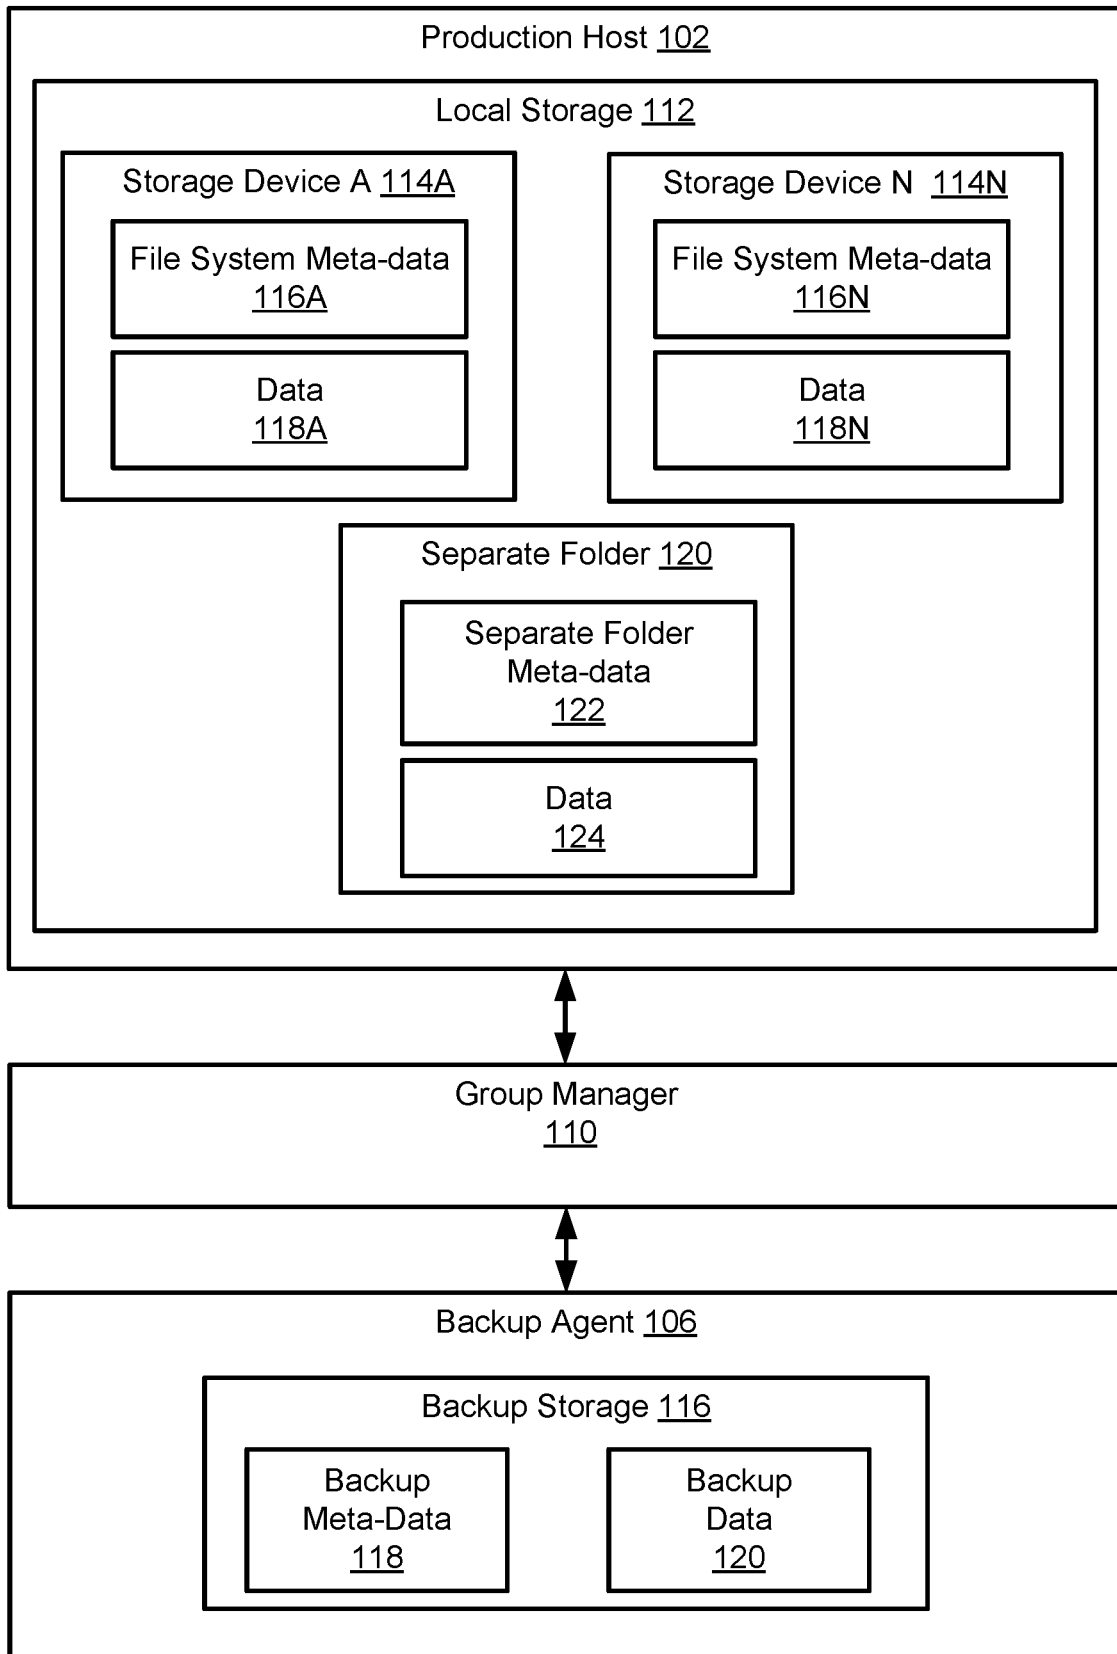 Production Host 102
Local Storage 112
Storage Device A 114A
File System Meta-data
116A
Data
118A
Storage Device N 114N
File System Meta-data
116N
Data
118N
Separate Folder 120
Separate Folder
Meta-data
122
Data
124
Group Manager
110
Backup Agent 106
Backup Storage 116
Backup
Meta-Data
118
Backup
Data
120